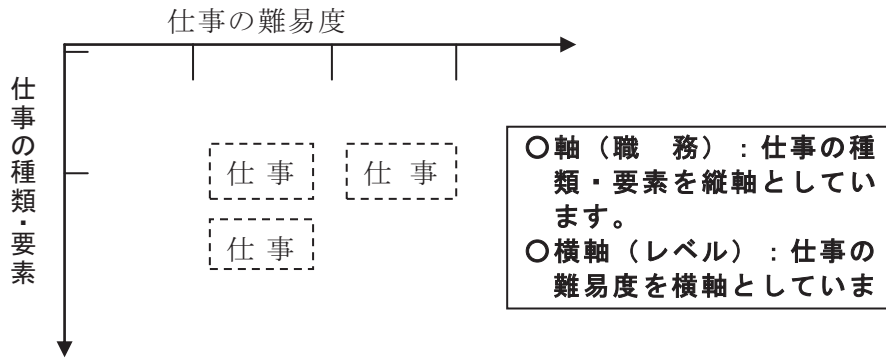 仕事の難易度
仕事の種類・要素
仕 事
仕 事
仕 事
〇軸（職　務）：仕事の種
類・要素を縦軸としてい
ます。
〇横軸（レベル）：仕事の
難易度を横軸としていま